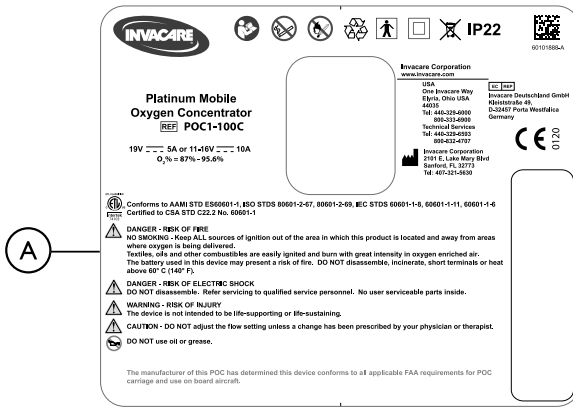 INVACARE
IP22
60101888-A
Invacare Corporation
www.invacare.com
USA
One Invacare Way
Elyria, Ohio USA
44035
Tel: 440-329-6000
800-333-6900
Technical Services
Tel: 440-329-6593
800-832-4707
Invacare Corporation
2101 E. Lake Mary Blvd
Sanford, FL 32773
Tel: 407-321-5630
EC REP
Invacare Deutschland GmbH
Kleiststraße 49,
D-32457 Porta Westfalica
Germany
CE 0120
Platinum Mobile
Oxygen Concentrator
REF POC1-100C
19V 5A or 11-16V 10A
O₂% = 87% - 95.6%
Intertek
Conforms to AAMI STD ES60601-1, ISO STDS 80601-2-67, 80601-2-69, IEC STDS 60601-1-8, 60601-1-11, 60601-1-6
Certified to CSA STD C22.2 No. 60601-1
A
DANGER - RISK OF FIRE
NO SMOKING - Keep ALL sources of ignition out of the area in which this product is located and away from areas
where oxygen is being delivered.
Textiles, oils and other combustibles are easily ignited and burn with great intensity in oxygen enriched air.
The battery used in this device may present a risk of fire. DO NOT disassemble, incinerate, short terminals or heat
above 60° C (140° F).
DANGER - RISK OF ELECTRIC SHOCK
DO NOT disassemble. Refer servicing to qualified service personnel. No user serviceable parts inside.
WARNING - RISK OF INJURY
The device is not intended to be life-supporting or life-sustaining.
CAUTION - DO NOT adjust the flow setting unless a change has been prescribed by your physician or therapist.
DO NOT use oil or grease.
The manufacturer of this POC has determined this device conforms to all applicable FAA requirements for POC
carriage and use on board aircraft.